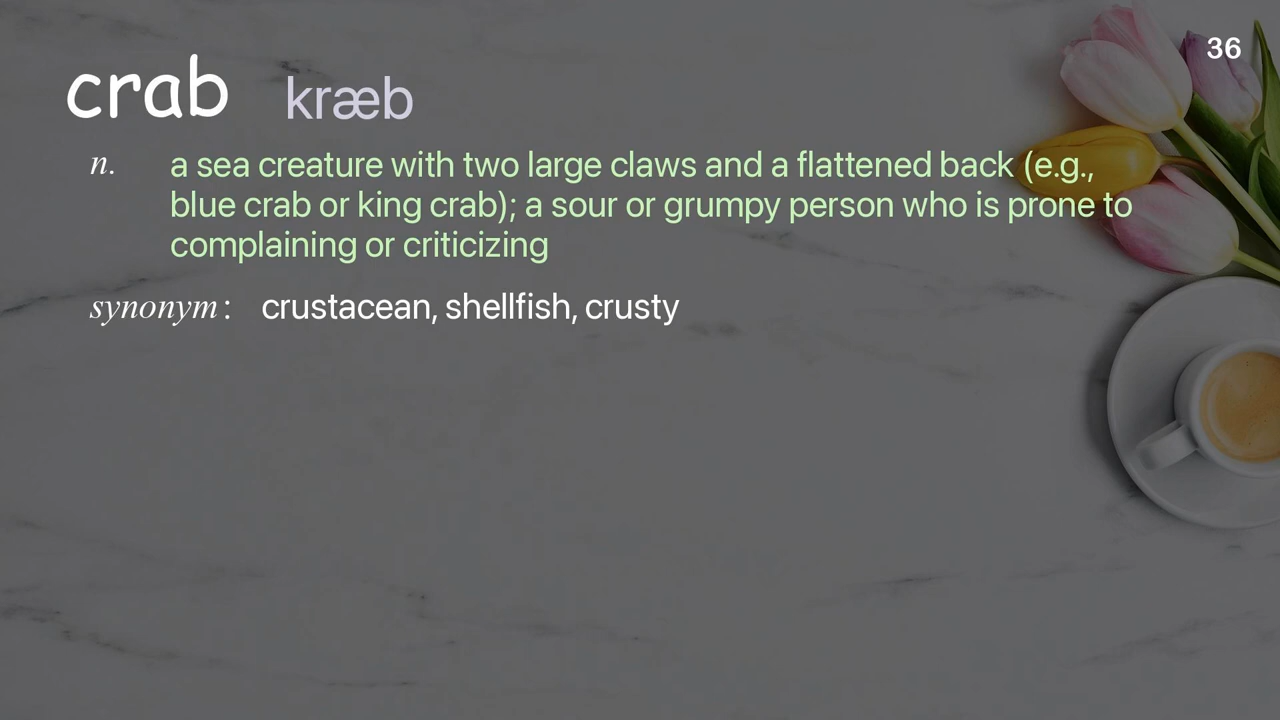 36
crab kræb
n. a sea creature with two large claws and a flattened back (e.g.,
blue crab or king crab); a sour or grumpy person who is prone to
complaining or criticizing
synonym: crustacean, shellfish, crusty